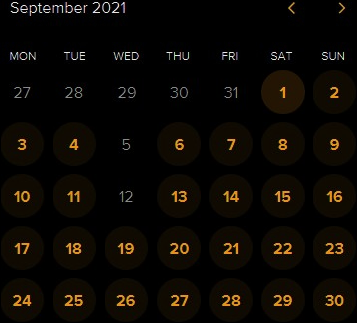 September 2021
MON TUE WED THU FRI SAT SUN
27 28 29 30 31 1 2
3 4 5 6 7 8 9
10 11 12 13 14 15 16
17 18 19 20 21 22 23
24 25 26 27 28 29 30